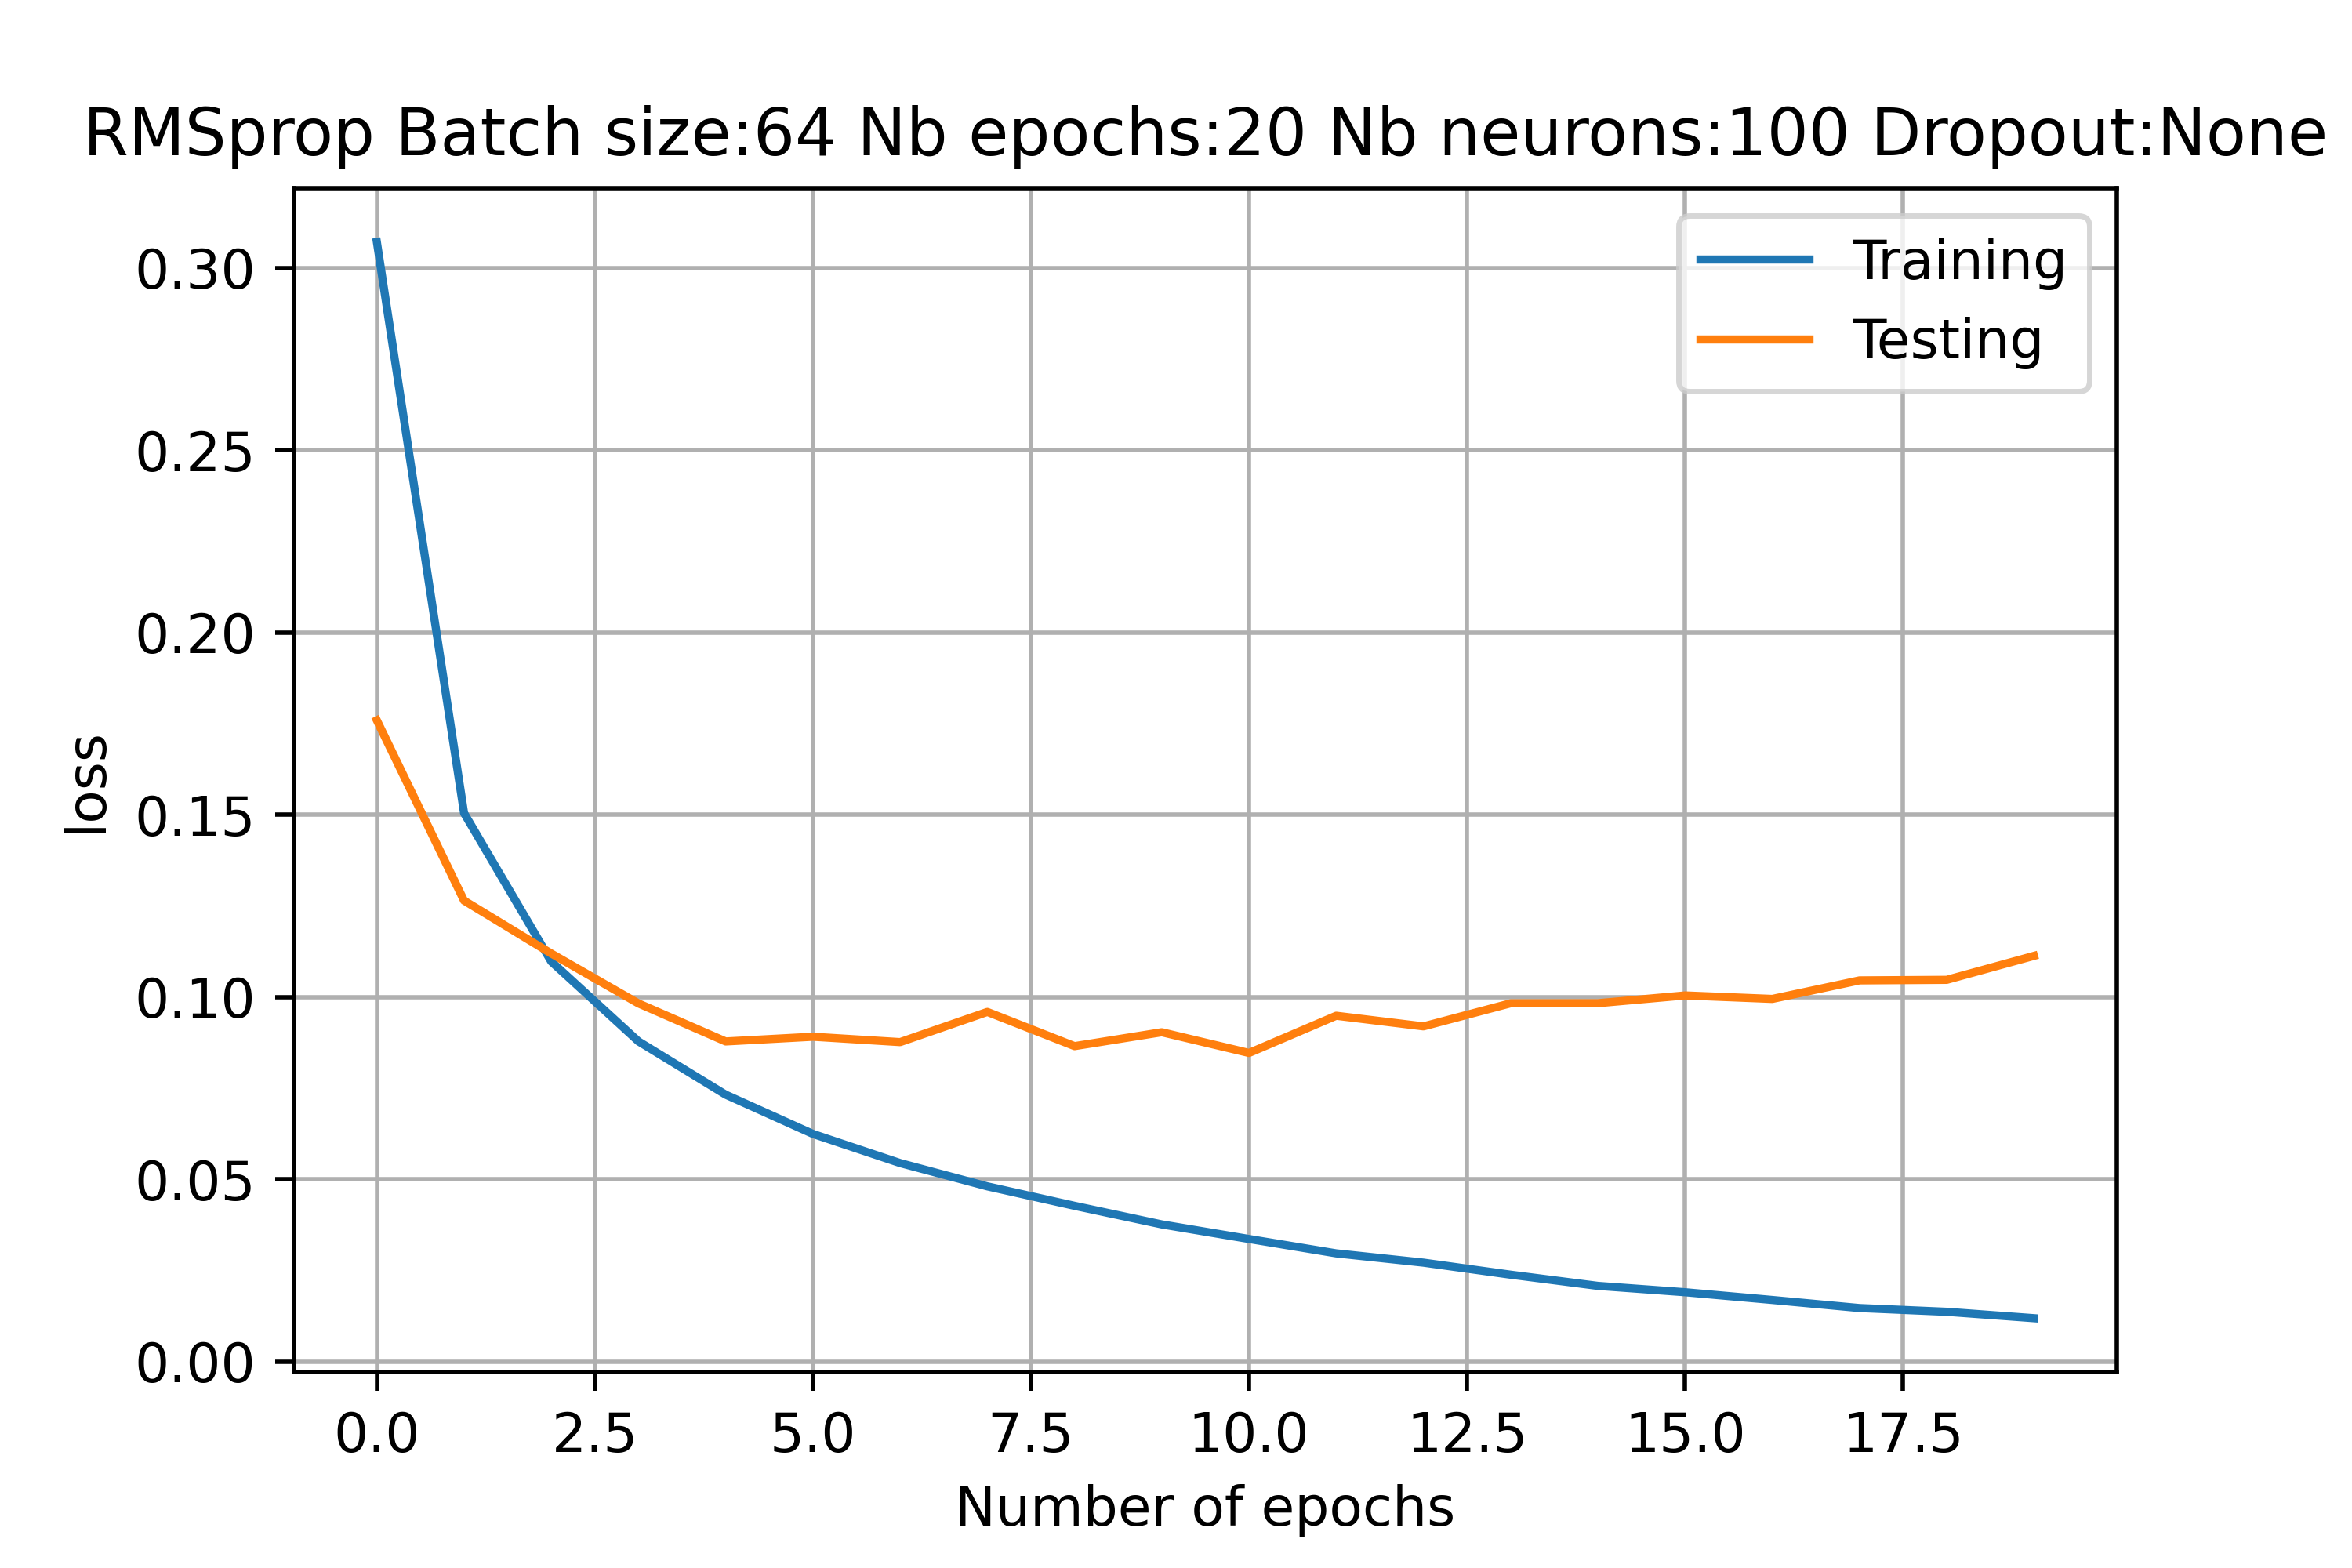 RMSprop Batch size:64 Nb epochs:20 Nb neurons:100 Dropout:None
Training
Testing
0.30
0.25
0.20
0.15
0.10
0.05
0.00
loss
0.0 2.5 5.0 7.5 10.0 12.5 15.0 17.5
Number of epochs